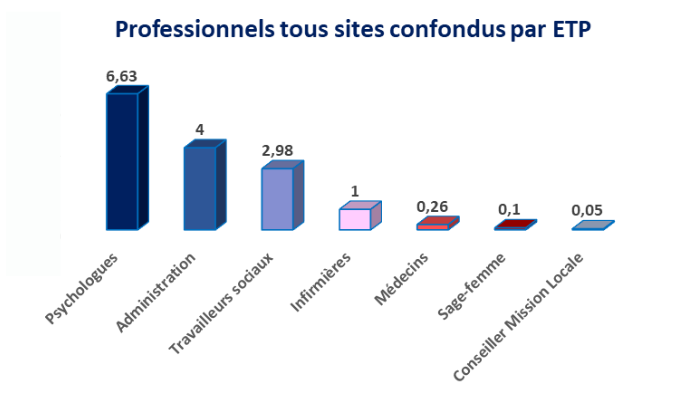 Professionnels tous sites confondus par ETP
6,63
4
2,98
1
0,26
0,1
0,05
Psychologues
Administration
Travailleurs sociaux
Infirmières
Médecins
Sage-femme
Conseiller Mission Locale